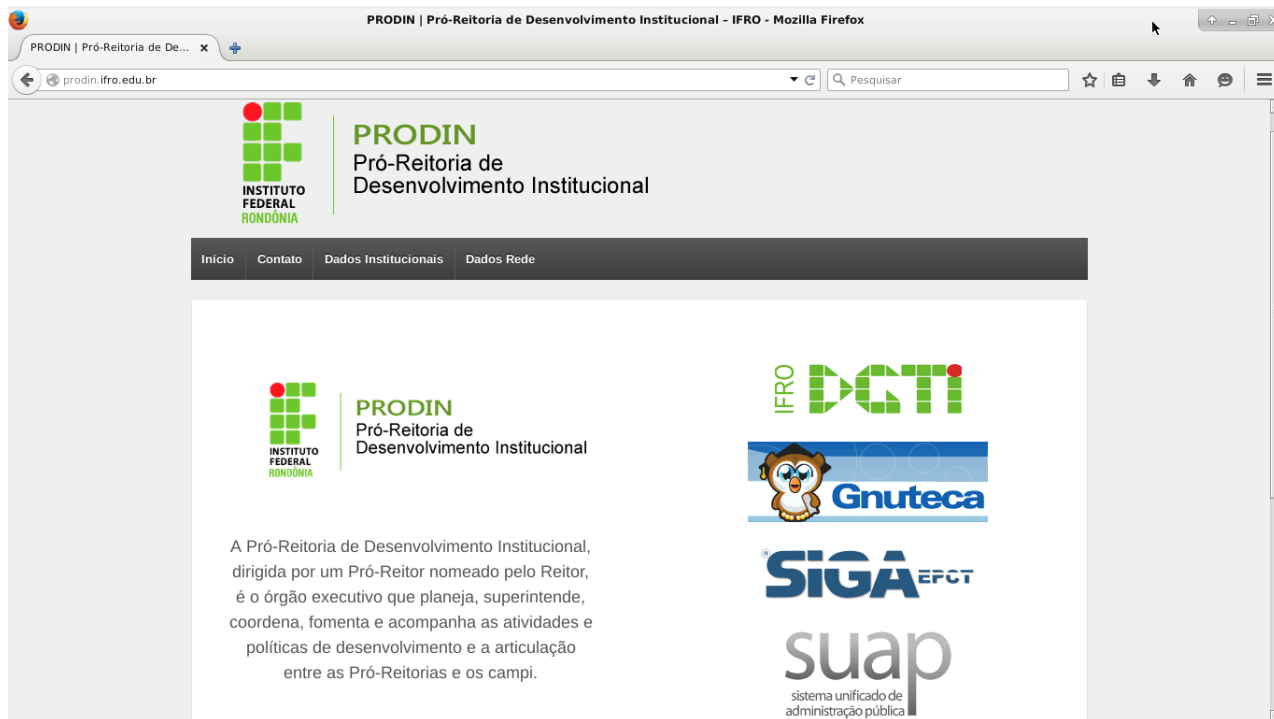 PRODIN | Pró-Reitoria de Desenvolvimento Institucional – IFRO - Mozilla Firefox
PRODIN | Pró-Reitoria de De...
prodin.ifro.edu.br
Pesquisar
INSTITUTO
FEDERAL
RONDÔNIA
PRODIN
Pró-Reitoria de
Desenvolvimento Institucional
Início Contato Dados Institucionais Dados Rede
INSTITUTO
FEDERAL
RONDÔNIA
PRODIN
Pró-Reitoria de
Desenvolvimento Institucional
A Pró-Reitoria de Desenvolvimento Institucional,
dirigida por um Pró-Reitor nomeado pelo Reitor,
é o órgão executivo que planeja, superintende,
coordena, fomenta e acompanha as atividades e
políticas de desenvolvimento e a articulação
entre as Pró-Reitorias e os campi.
IFRO DGTI
Gnuteca
SIGA EPCT
suap
sistema unificado de
administração pública